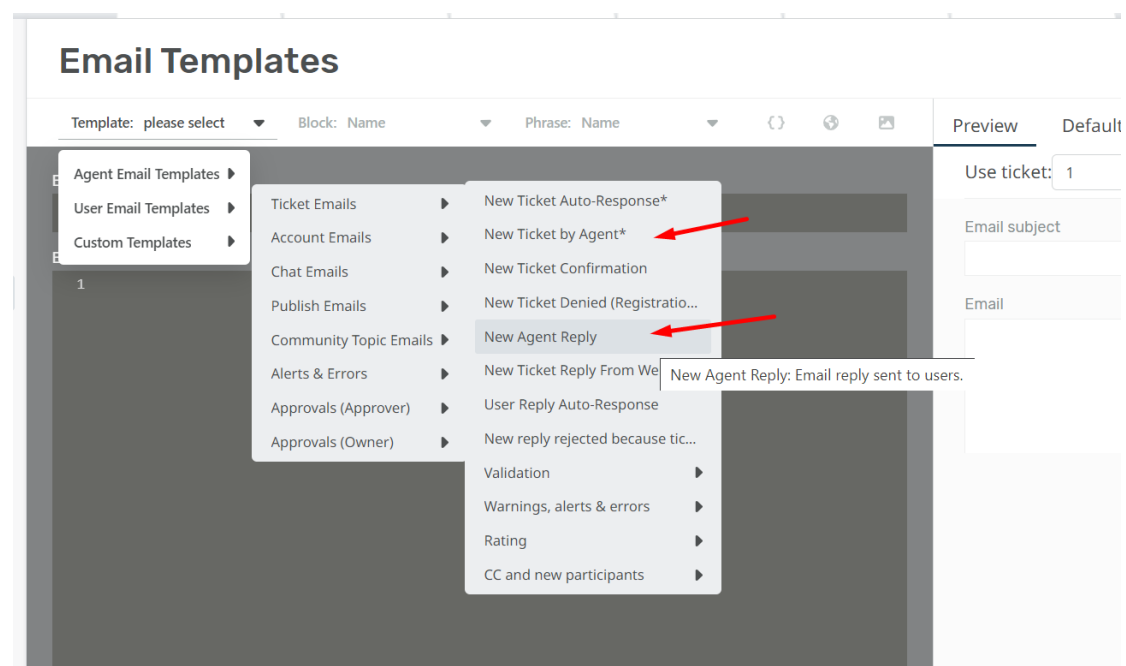 Email Templates
Template: please select
Block: Name
Phrase: Name
{}
Preview
Default
Use ticket: 1
Agent Email Templates
User Email Templates
Custom Templates
Ticket Emails
Account Emails
Chat Emails
Publish Emails
Community Topic Emails
Alerts & Errors
Approvals (Approver)
Approvals (Owner)
New Ticket Auto-Response*
New Ticket by Agent*
New Ticket Confirmation
New Ticket Denied (Registratio...
New Agent Reply
New Ticket Reply From We
New Agent Reply: Email reply sent to users.
User Reply Auto-Response
New reply rejected because tic...
Validation
Warnings, alerts & errors
Rating
CC and new participants
1
Email subject
Email